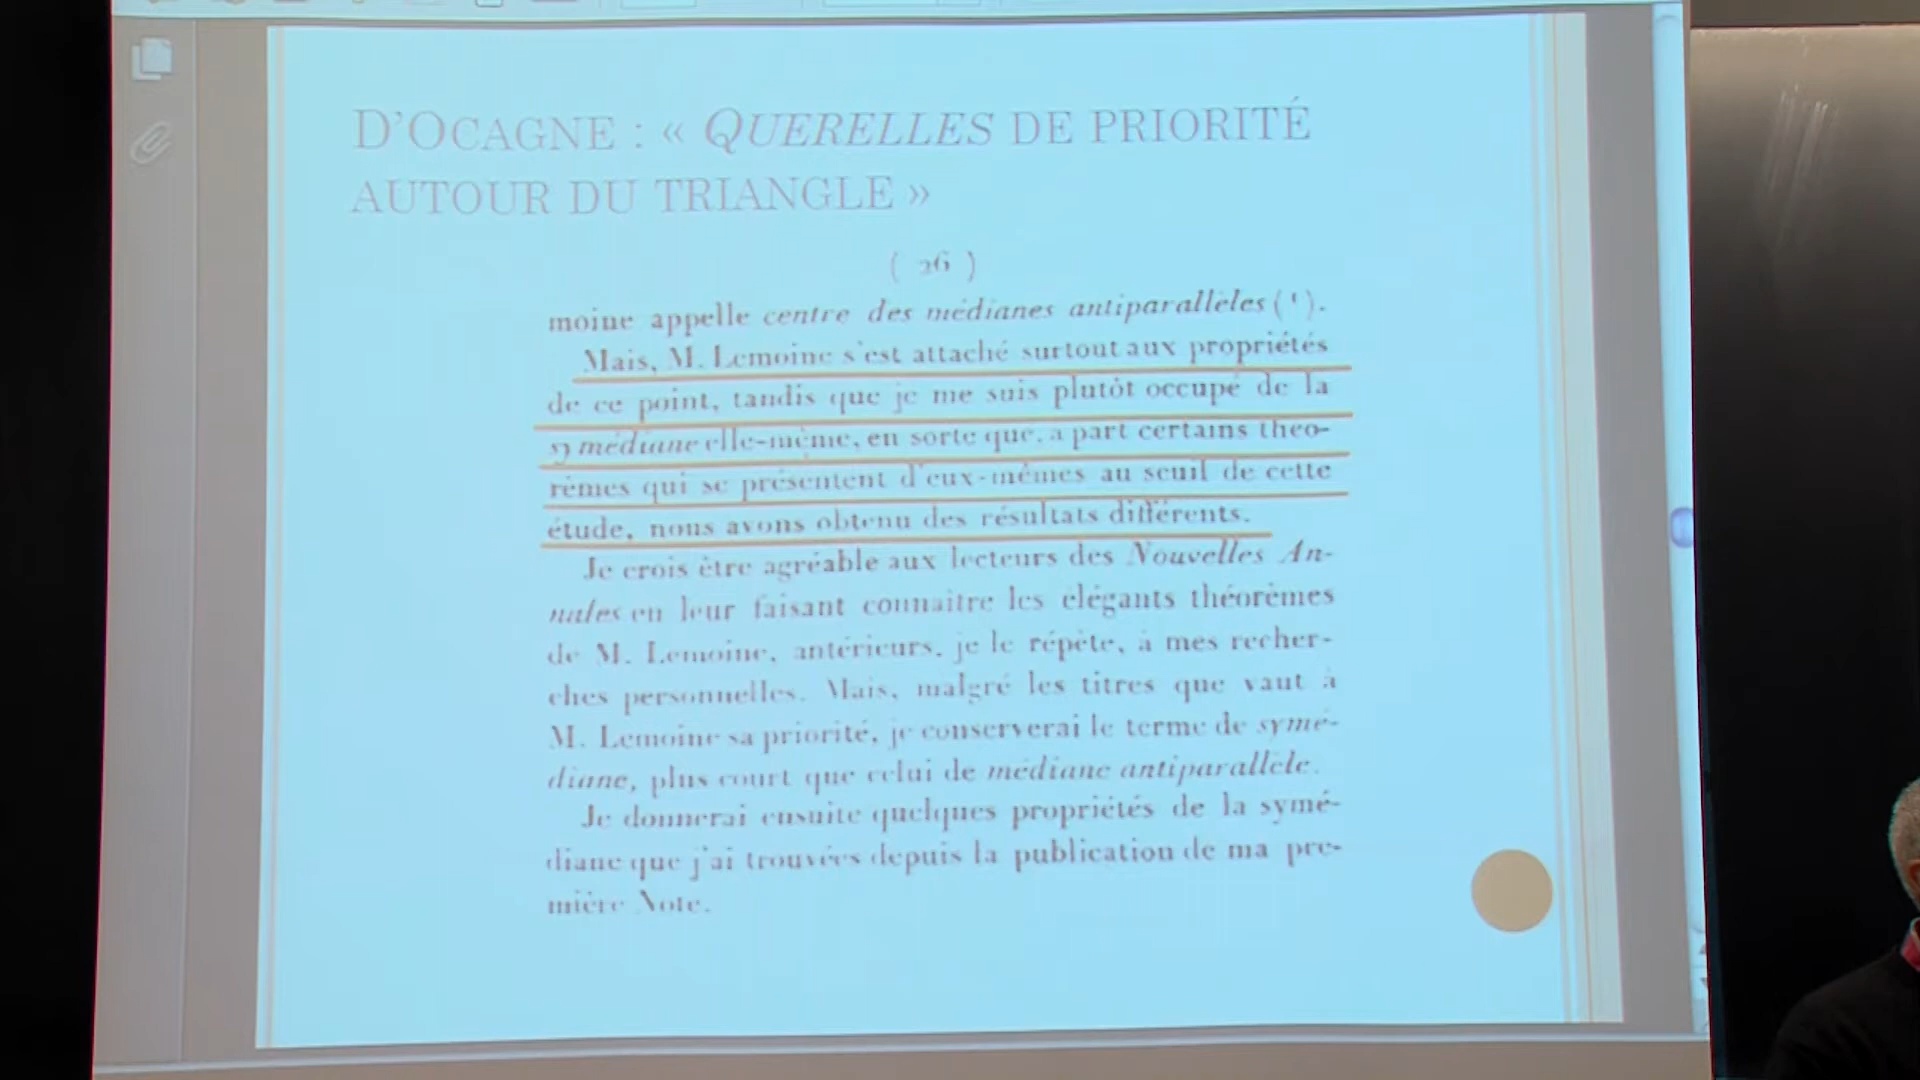 D'OCAGNE : « QUERELLES DE PRIORITÉ
AUTOUR DU TRIANGLE »
( 26 )
moine appelle centre des médianes antiparallèles (1).
Mais, M. Lemoine s'est attaché surtout aux propriétés
de ce point, tandis que je me suis plutôt occupé de la
symédiane elle-même, en sorte que, à part certains théo-
rèmes qui se présentent d'eux-mêmes au seuil de cette
étude, nous avons obtenu des résultats différents.
Je crois être agréable aux lecteurs des Nouvelles An-
nales en leur faisant connaître les élégants théorèmes
de M. Lemoine, antérieurs, je le répète, à mes recher-
ches personnelles. Mais, malgré les titres que vaut à
M. Lemoine sa priorité, je conserverai le terme de symé-
diane, plus court que celui de médiane antiparallèle.
Je donnerai ensuite quelques propriétés de la symé-
diane que j'ai trouvées depuis la publication de ma pre-
mière Note.